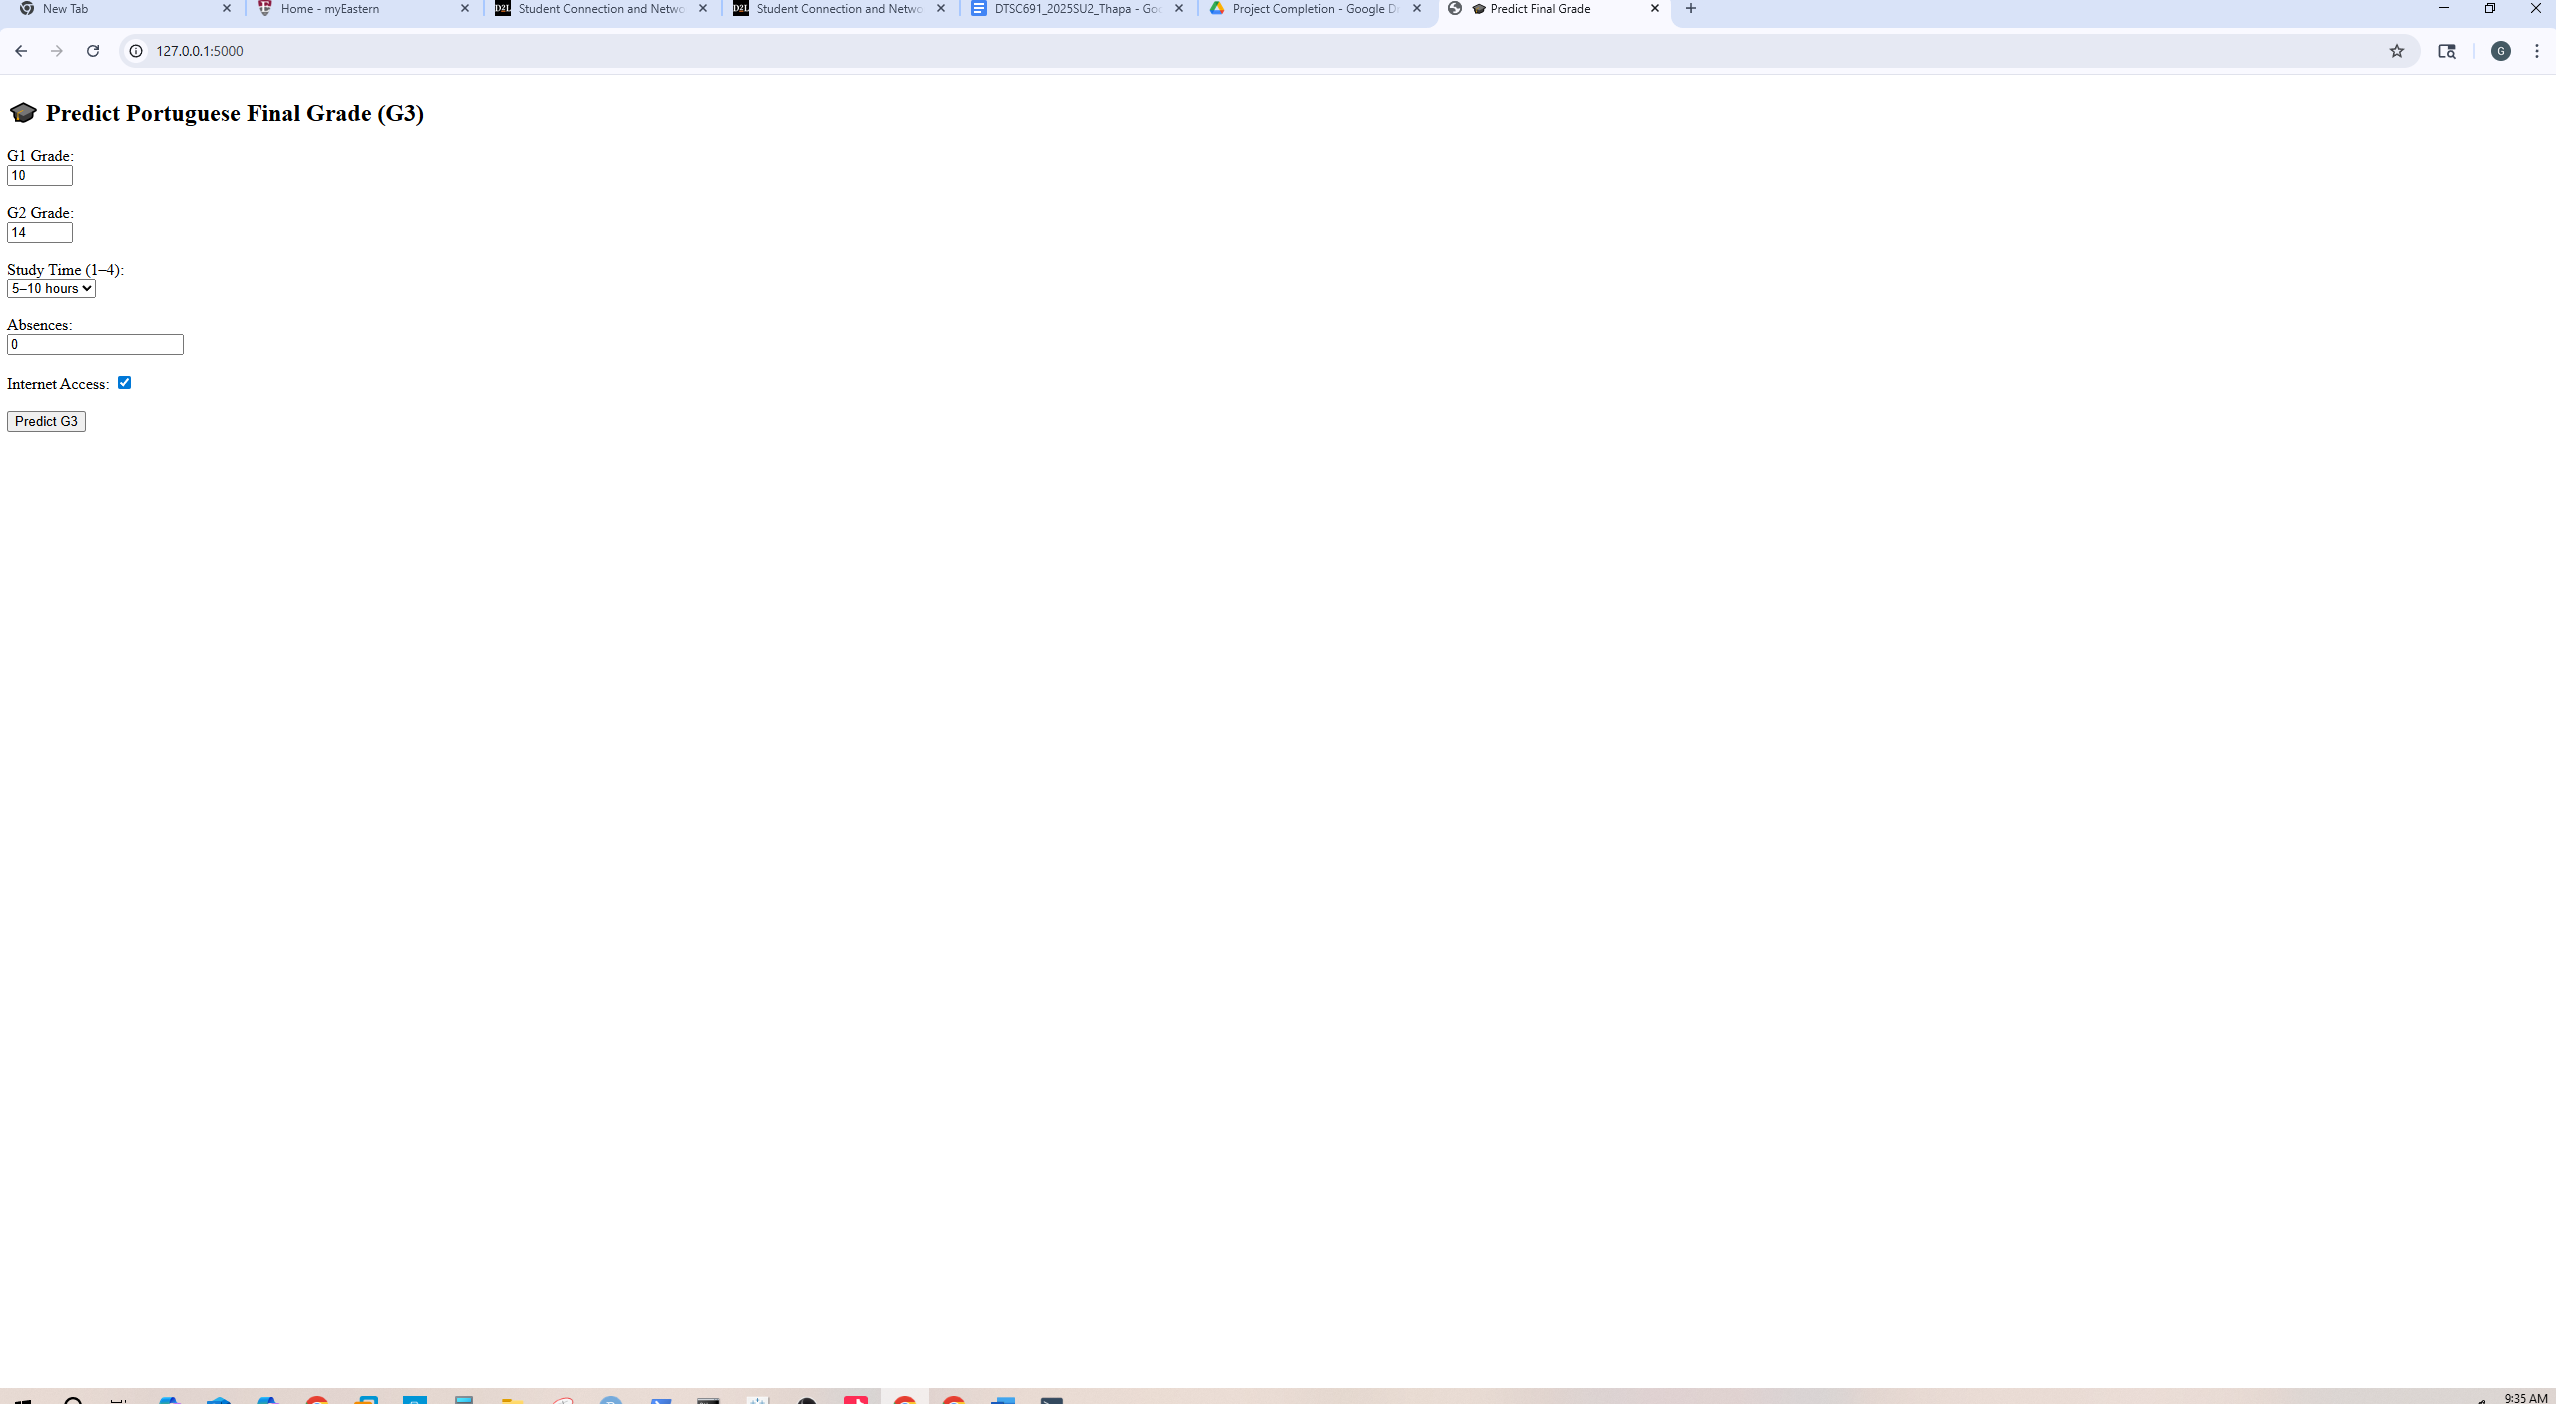 New Tab
Home - myEastern
Student Connection and Netwo
Student Connection and Netwo
DTSC691_2025SU2_Thapa - Goo
Project Completion - Google Dr
🎓 Predict Final Grade
127.0.0.1:5000
G
🎓 Predict Portuguese Final Grade (G3)
G1 Grade:
10
G2 Grade:
14
Study Time (1–4):
5–10 hours
Absences:
0
Internet Access:
Predict G3
9:35 AM